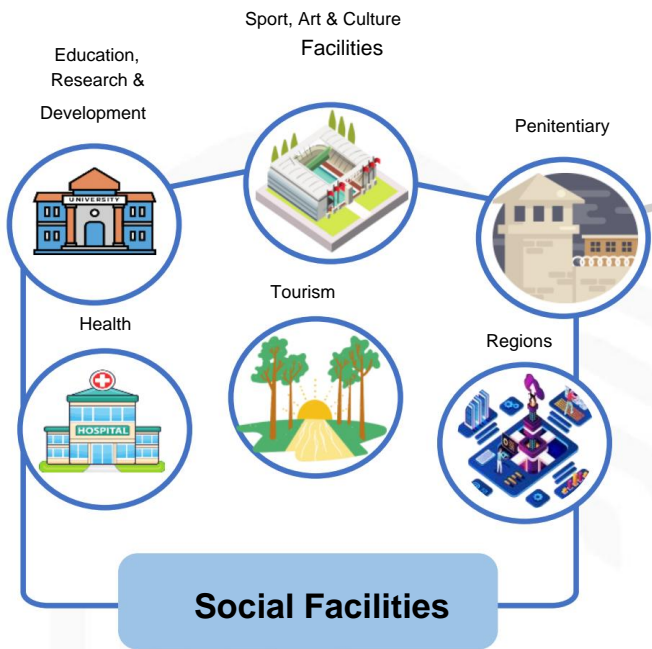 Sport, Art & Culture
Facilities
Education,
Research &
Development
Penitentiary
UNIVERSITY
Tourism
Health
Regions
HOSPITAL
Social Facilities